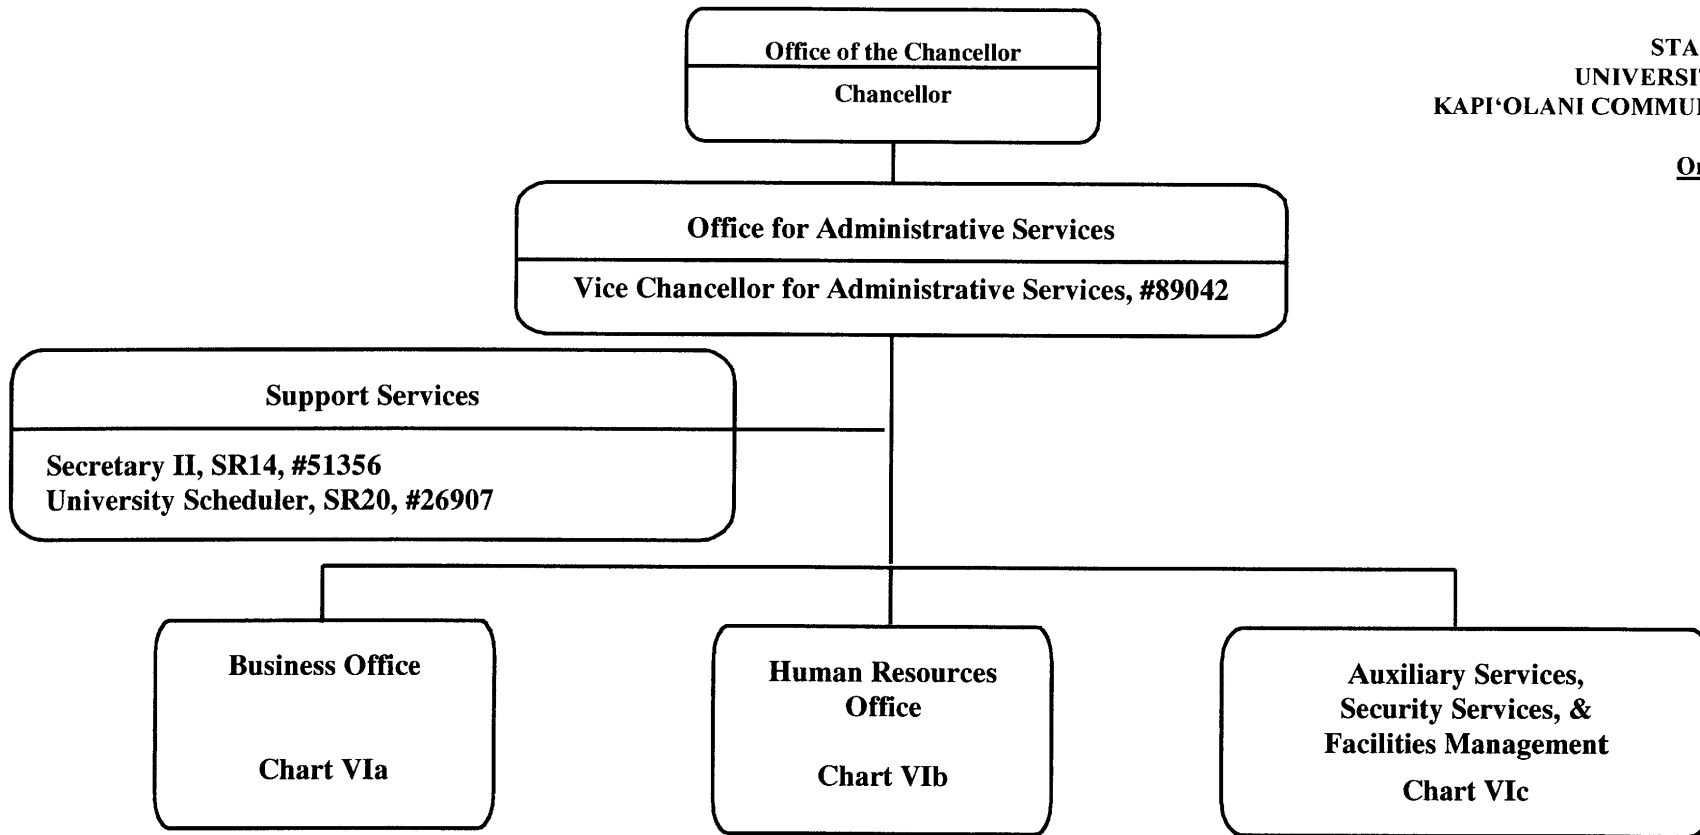 Office of the Chancellor
Chancellor
STA
UNIVERSIT
KAPI‘OLANI COMMU
Or
Office for Administrative Services
Vice Chancellor for Administrative Services, #89042
Support Services
Secretary II, SR14, #51356
University Scheduler, SR20, #26907
Business Office
Chart VIa
Human Resources
Office
Chart VIb
Auxiliary Services,
Security Services, &
Facilities Management
Chart VIc